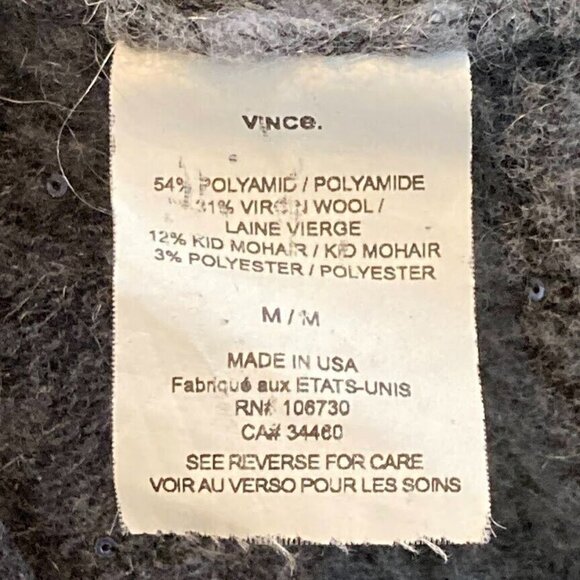 VINCE.
54% POLYAMID / POLYAMIDE
31% VIRGIN WOOL /
LAINE VIERGE
12% KID MOHAIR / KID MOHAIR
3% POLYESTER / POLYESTER
M / M
MADE IN USA
Fabriqué aux ETATS-UNIS
RN# 106730
CA# 34460
SEE REVERSE FOR CARE
VOIR AU VERSO POUR LES SOINS